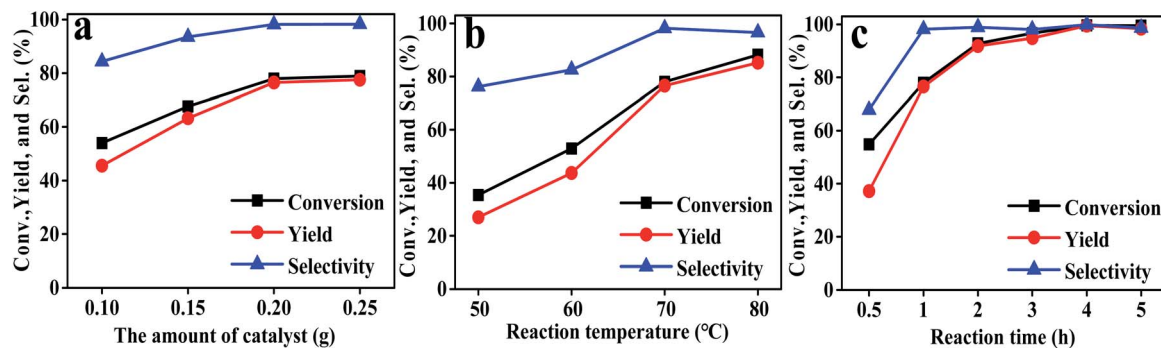 a
Conv.,Yield, and Sel. (%)
100
80
60
40
20
0
Conversion
Yield
Selectivity
0.10 0.15 0.20 0.25
The amount of catalyst (g)
b
Conv.,Yield, and Sel. (%)
100
80
60
40
20
0
Conversion
Yield
Selectivity
50 60 70 80
Reaction temperature (°C)
c
Conv.,Yield, and Sel. (%)
100
80
60
40
20
0
Conversion
Yield
Selectivity
0.5 1 2 3 4 5
Reaction time (h)